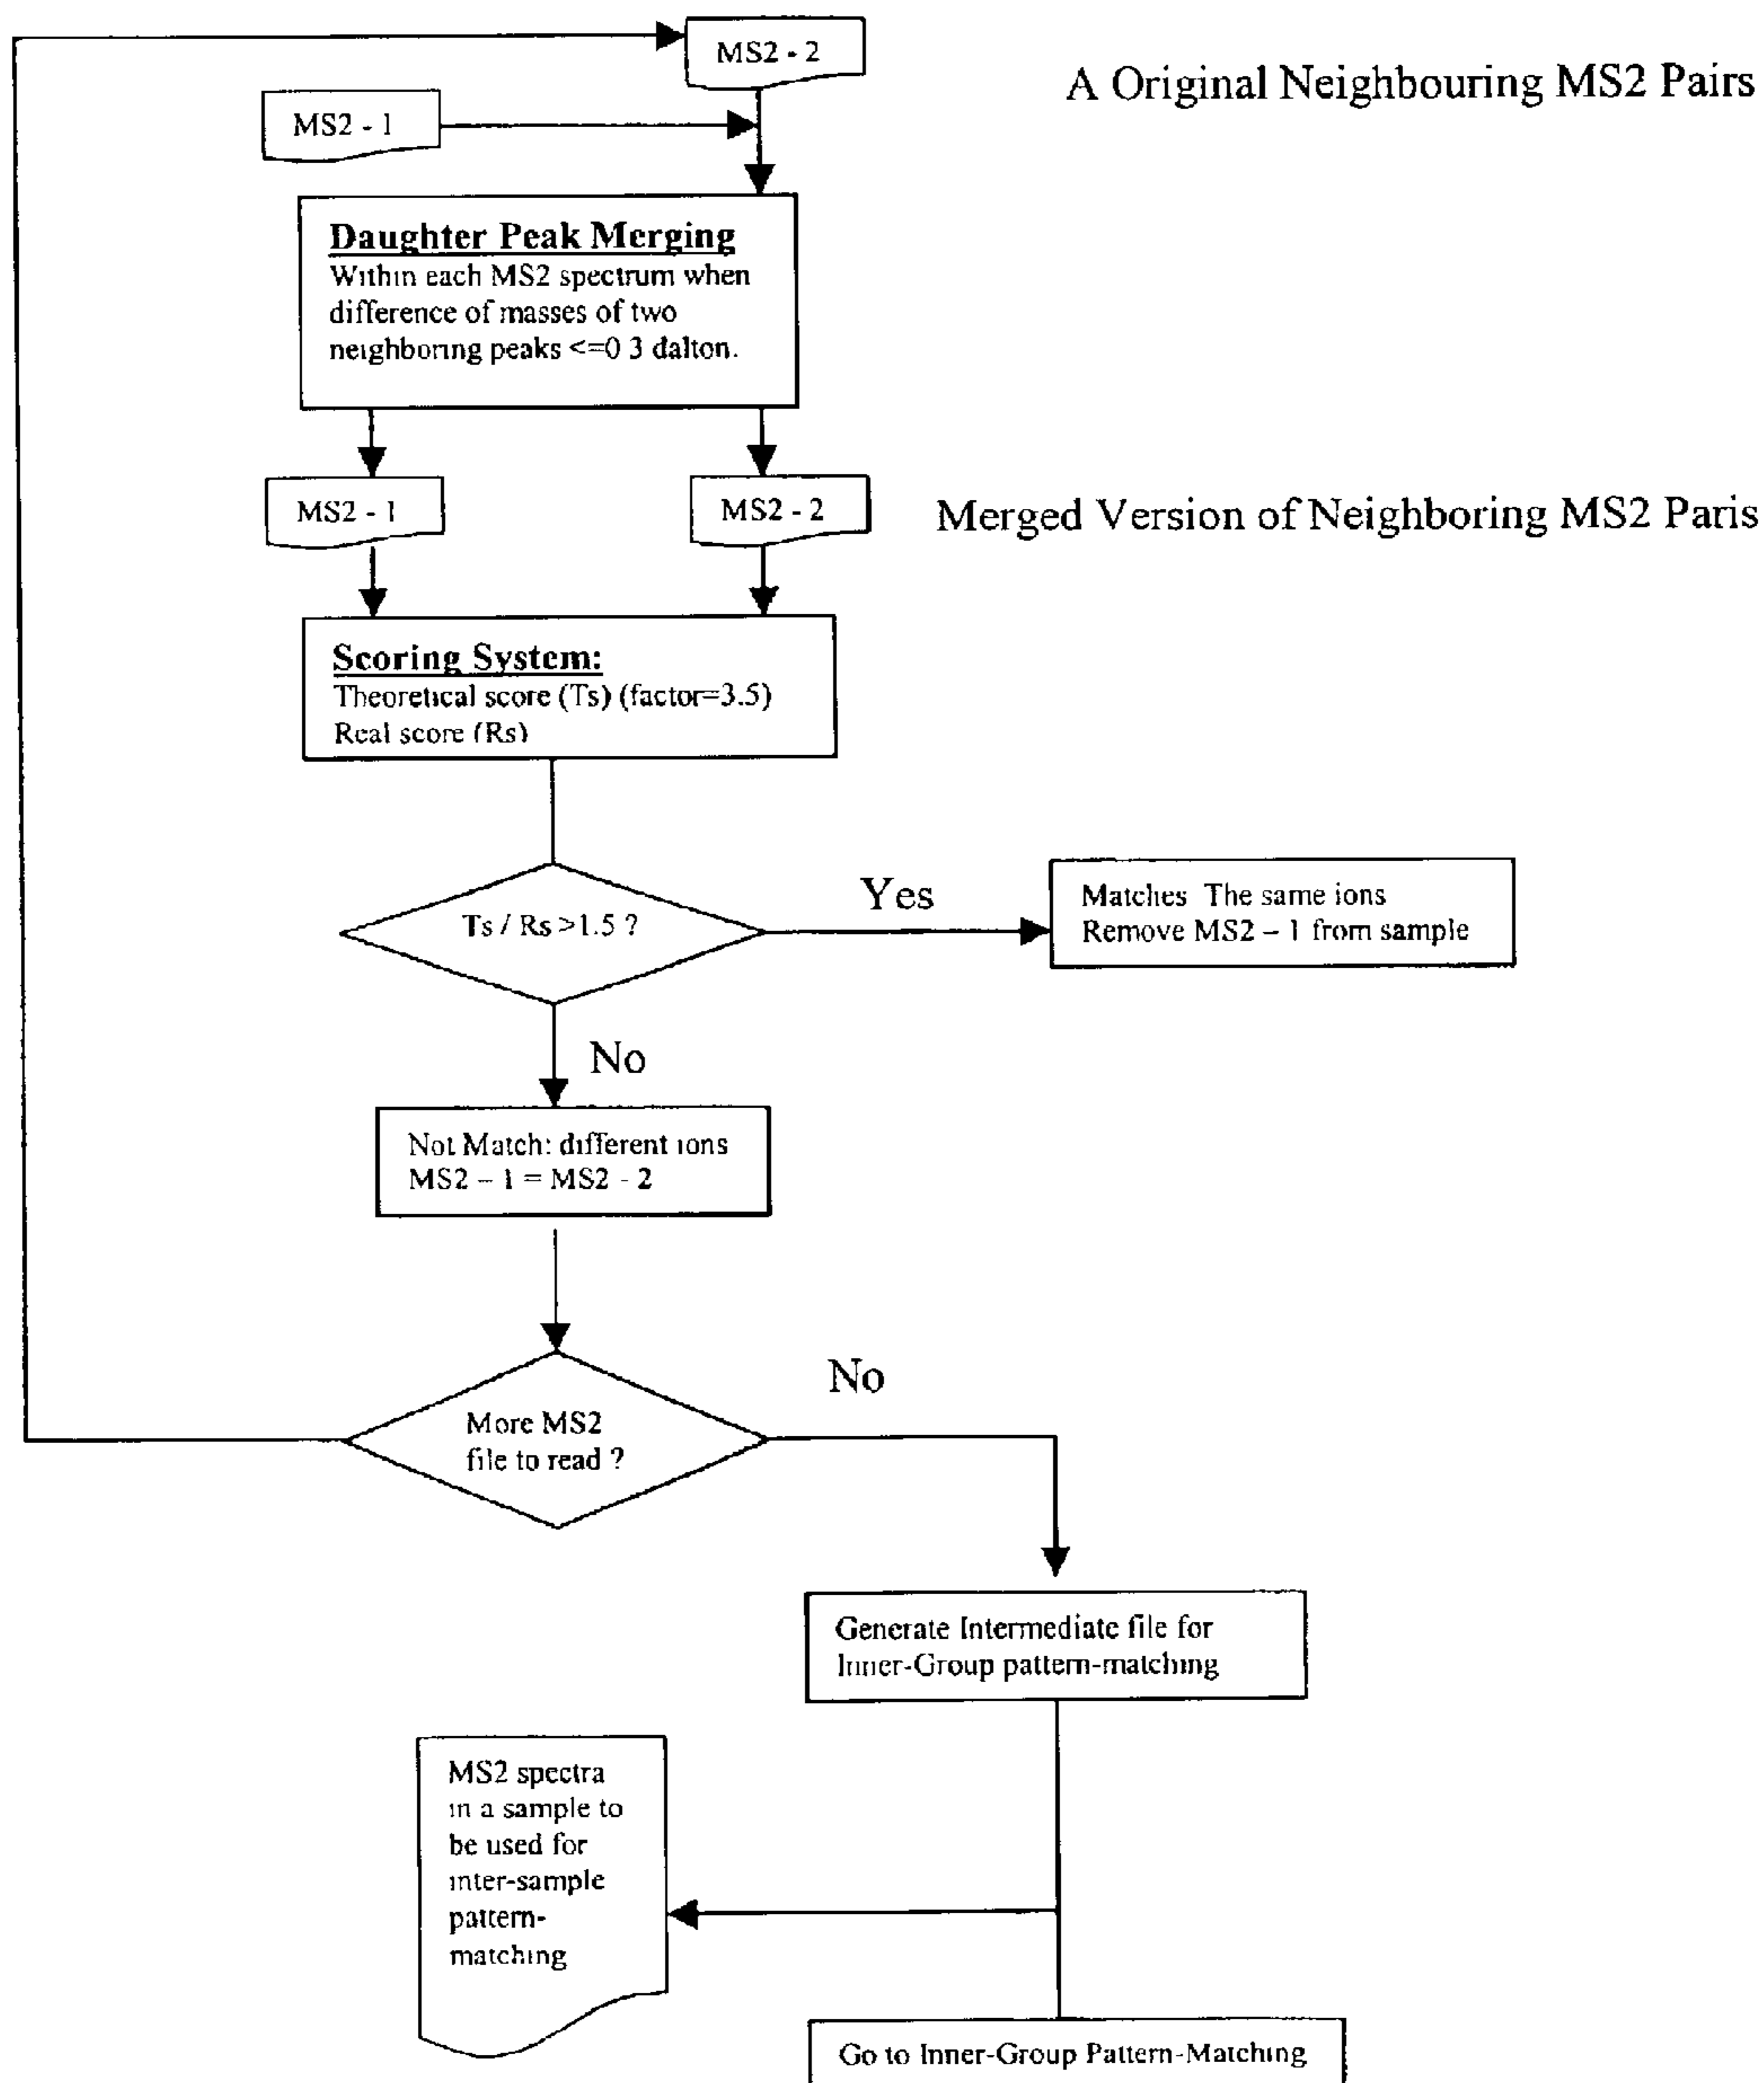 MS2 - 2
A Original Neighbouring MS2 Pairs
MS2 - 1
Daughter Peak Merging
Within each MS2 spectrum when
difference of masses of two
neighboring peaks <=0 3 dalton.
MS2 - 1
MS2 - 2
Merged Version of Neighboring MS2 Paris
Scoring System:
Theoretical score (Ts) (factor=3.5)
Real score (Rs)
Ts / Rs >1.5 ?
Yes
Matches The same ions
Remove MS2 – 1 from sample
No
Not Match: different ions
MS2 – 1 = MS2 - 2
No
More MS2
file to read ?
Generate Intermediate file for
Inner-Group pattern-matching
MS2 spectra
in a sample to
be used for
inter-sample
pattern-
matching
Go to Inner-Group Pattern-Matching